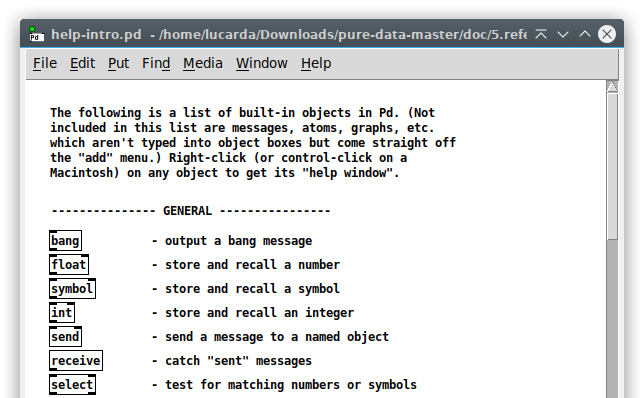 Pd
help-intro.pd - /home/lucarda/Downloads/pure-data-master/doc/5.refe
File Edit Put Find Media Window Help
The following is a list of built-in objects in Pd. (Not
included in this list are messages, atoms, graphs, etc.
which aren't typed into object boxes but come straight off
the "add" menu.) Right-click (or control-click on a
Macintosh) on any object to get its "help window".
--------------- GENERAL ----------------
bang - output a bang message
float - store and recall a number
symbol - store and recall a symbol
int - store and recall an integer
send - send a message to a named object
receive - catch "sent" messages
select - test for matching numbers or symbols